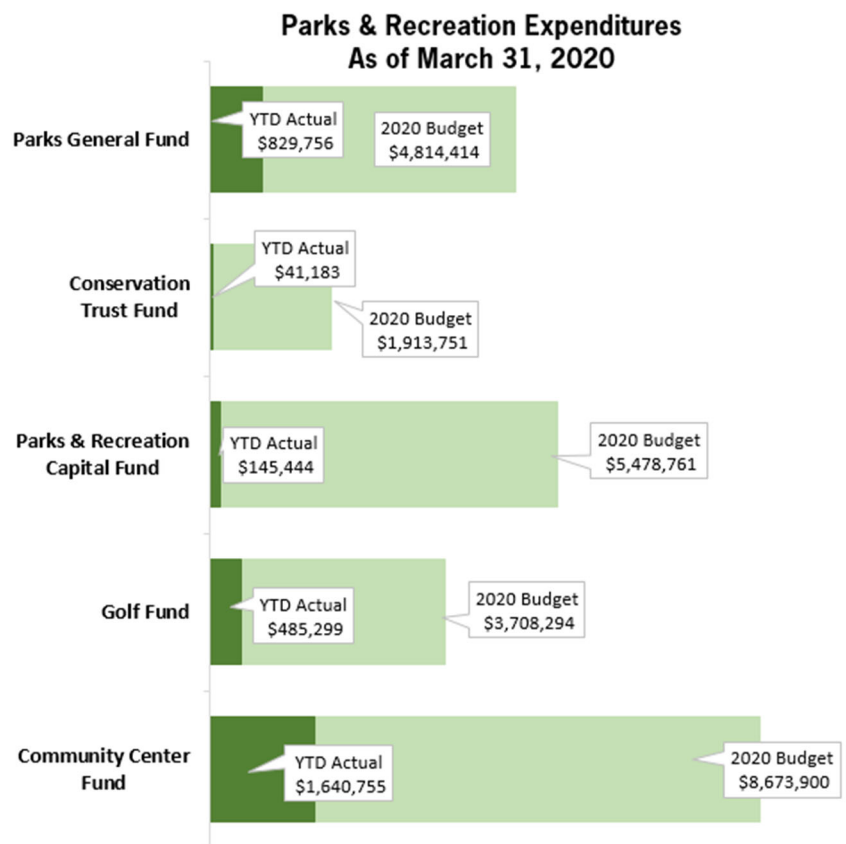 Parks & Recreation Expenditures
As of March 31, 2020
Parks General Fund
YTD Actual
$829,756
2020 Budget
$4,814,414
Conservation
Trust Fund
YTD Actual
$41,183
2020 Budget
$1,913,751
Parks & Recreation
Capital Fund
YTD Actual
$145,444
2020 Budget
$5,478,761
Golf Fund
YTD Actual
$485,299
2020 Budget
$3,708,294
Community Center
Fund
YTD Actual
$1,640,755
2020 Budget
$8,673,900